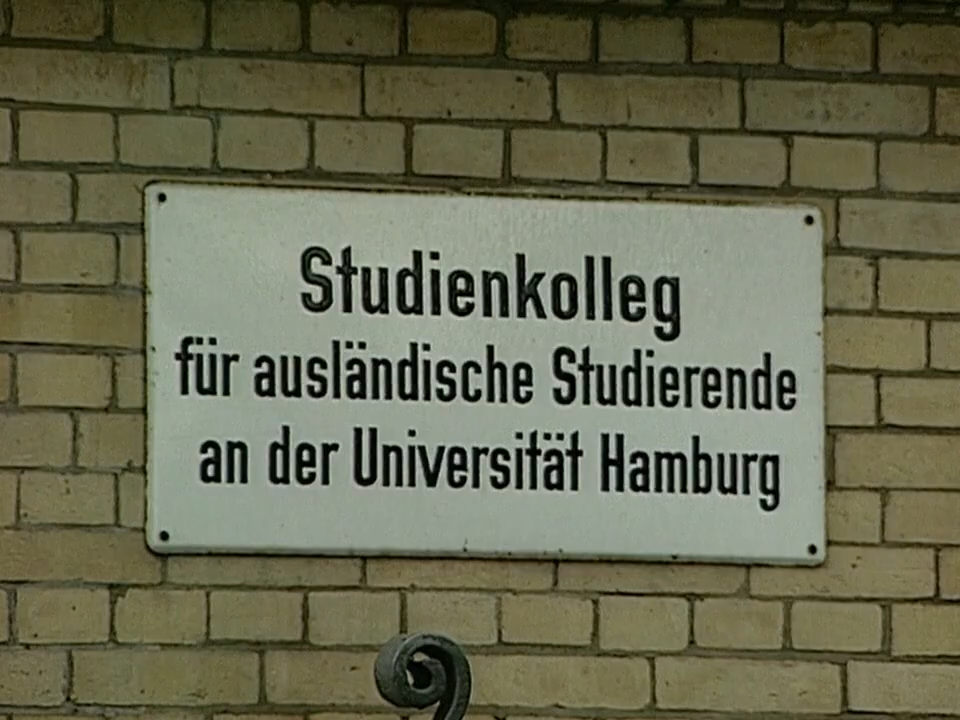 Studienkolleg
für ausländische Studierende
an der Universität Hamburg